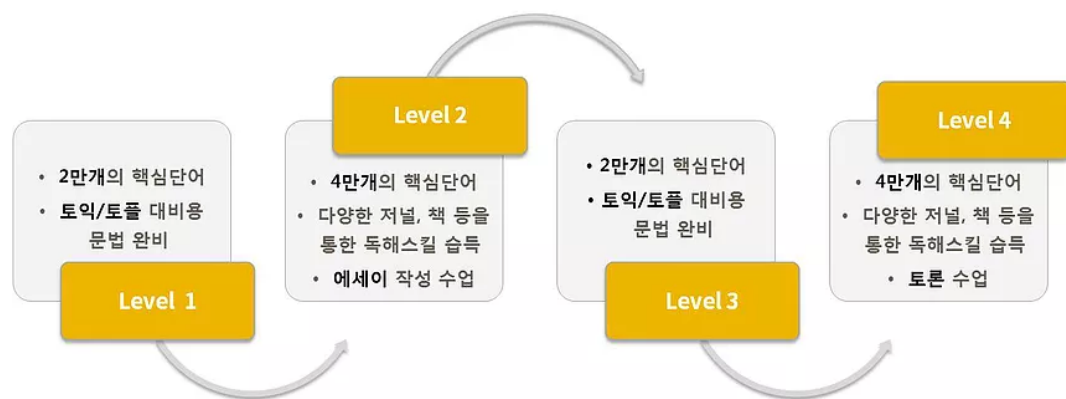 • 2만개의 핵심단어
• 토익/토플 대비용
문법 완비
Level 1
Level 2
• 4만개의 핵심단어
• 다양한 저널, 책 등을
통한 독해스킬 습득
• 에세이 작성 수업
• 2만개의 핵심단어
• 토익/토플 대비용
문법 완비
Level 3
Level 4
• 4만개의 핵심단어
• 다양한 저널, 책 등을
통한 독해스킬 습득
• 토론 수업